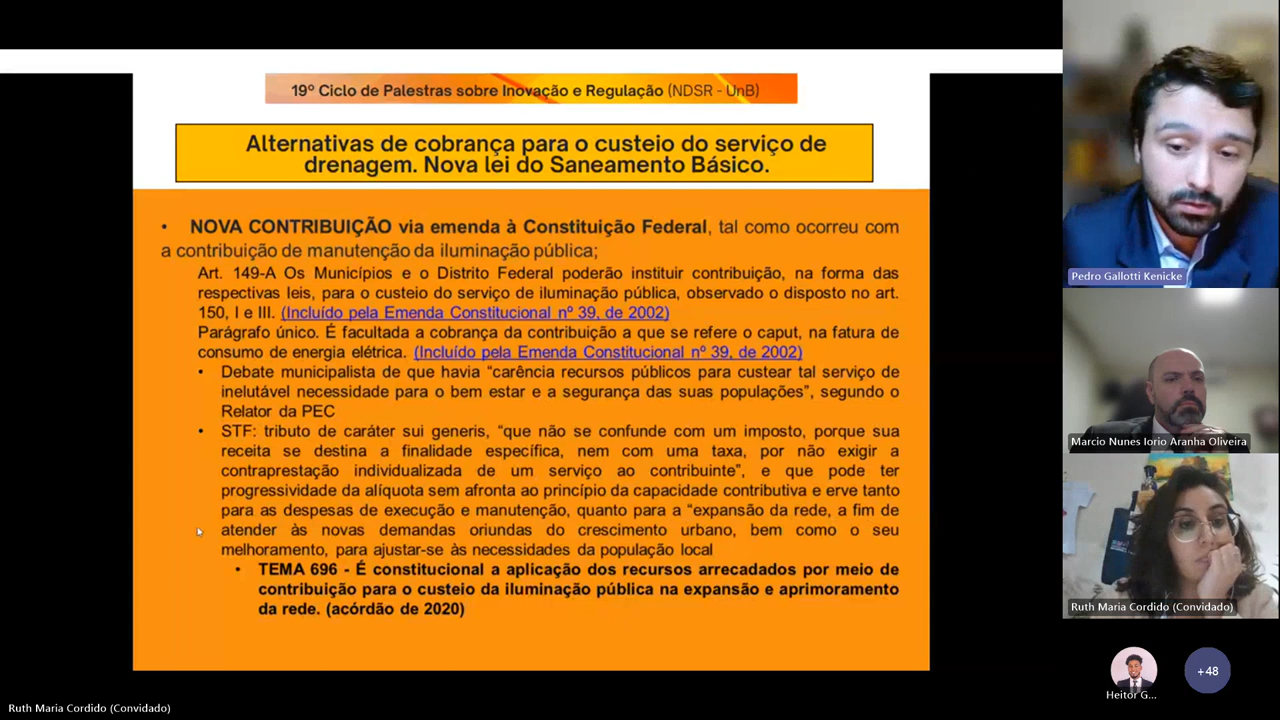 19º Ciclo de Palestras sobre Inovação e Regulação (NDSR - UnB)
Alternativas de cobrança para o custeio do serviço de
drenagem. Nova lei do Saneamento Básico.
• NOVA CONTRIBUIÇÃO via emenda à Constituição Federal, tal como ocorreu com
a contribuição de manutenção da iluminação pública;
Art. 149-A Os Municípios e o Distrito Federal poderão instituir contribuição, na forma das
respectivas leis, para o custeio do serviço de iluminação pública, observado o disposto no art.
150, I e III. (Incluído pela Emenda Constitucional nº 39, de 2002)
Parágrafo único. É facultada a cobrança da contribuição a que se refere o caput, na fatura de
consumo de energia elétrica. (Incluído pela Emenda Constitucional nº 39, de 2002)
• Debate municipalista de que havia “carência recursos públicos para custear tal serviço de
inelutável necessidade para o bem estar e a segurança das suas populações”, segundo o
Relator da PEC
• STF: tributo de caráter sui generis, “que não se confunde com um imposto, porque sua
receita se destina a finalidade específica, nem com uma taxa, por não exigir a
contraprestação individualizada de um serviço ao contribuinte”, e que pode ter
progressividade da alíquota sem afronta ao princípio da capacidade contributiva e erve tanto
para as despesas de execução e manutenção, quanto para a “expansão da rede, a fim de
atender às novas demandas oriundas do crescimento urbano, bem como o seu
melhoramento, para ajustar-se às necessidades da população local
• TEMA 696 - É constitucional a aplicação dos recursos arrecadados por meio de
contribuição para o custeio da iluminação pública na expansão e aprimoramento
da rede. (acórdão de 2020)
Pedro Gallotti Kenicke
Marcio Nunes Iorio Aranha Oliveira
Ruth Maria Cordido (Convidado)
Heitor G...
+48
Ruth Maria Cordido (Convidado)